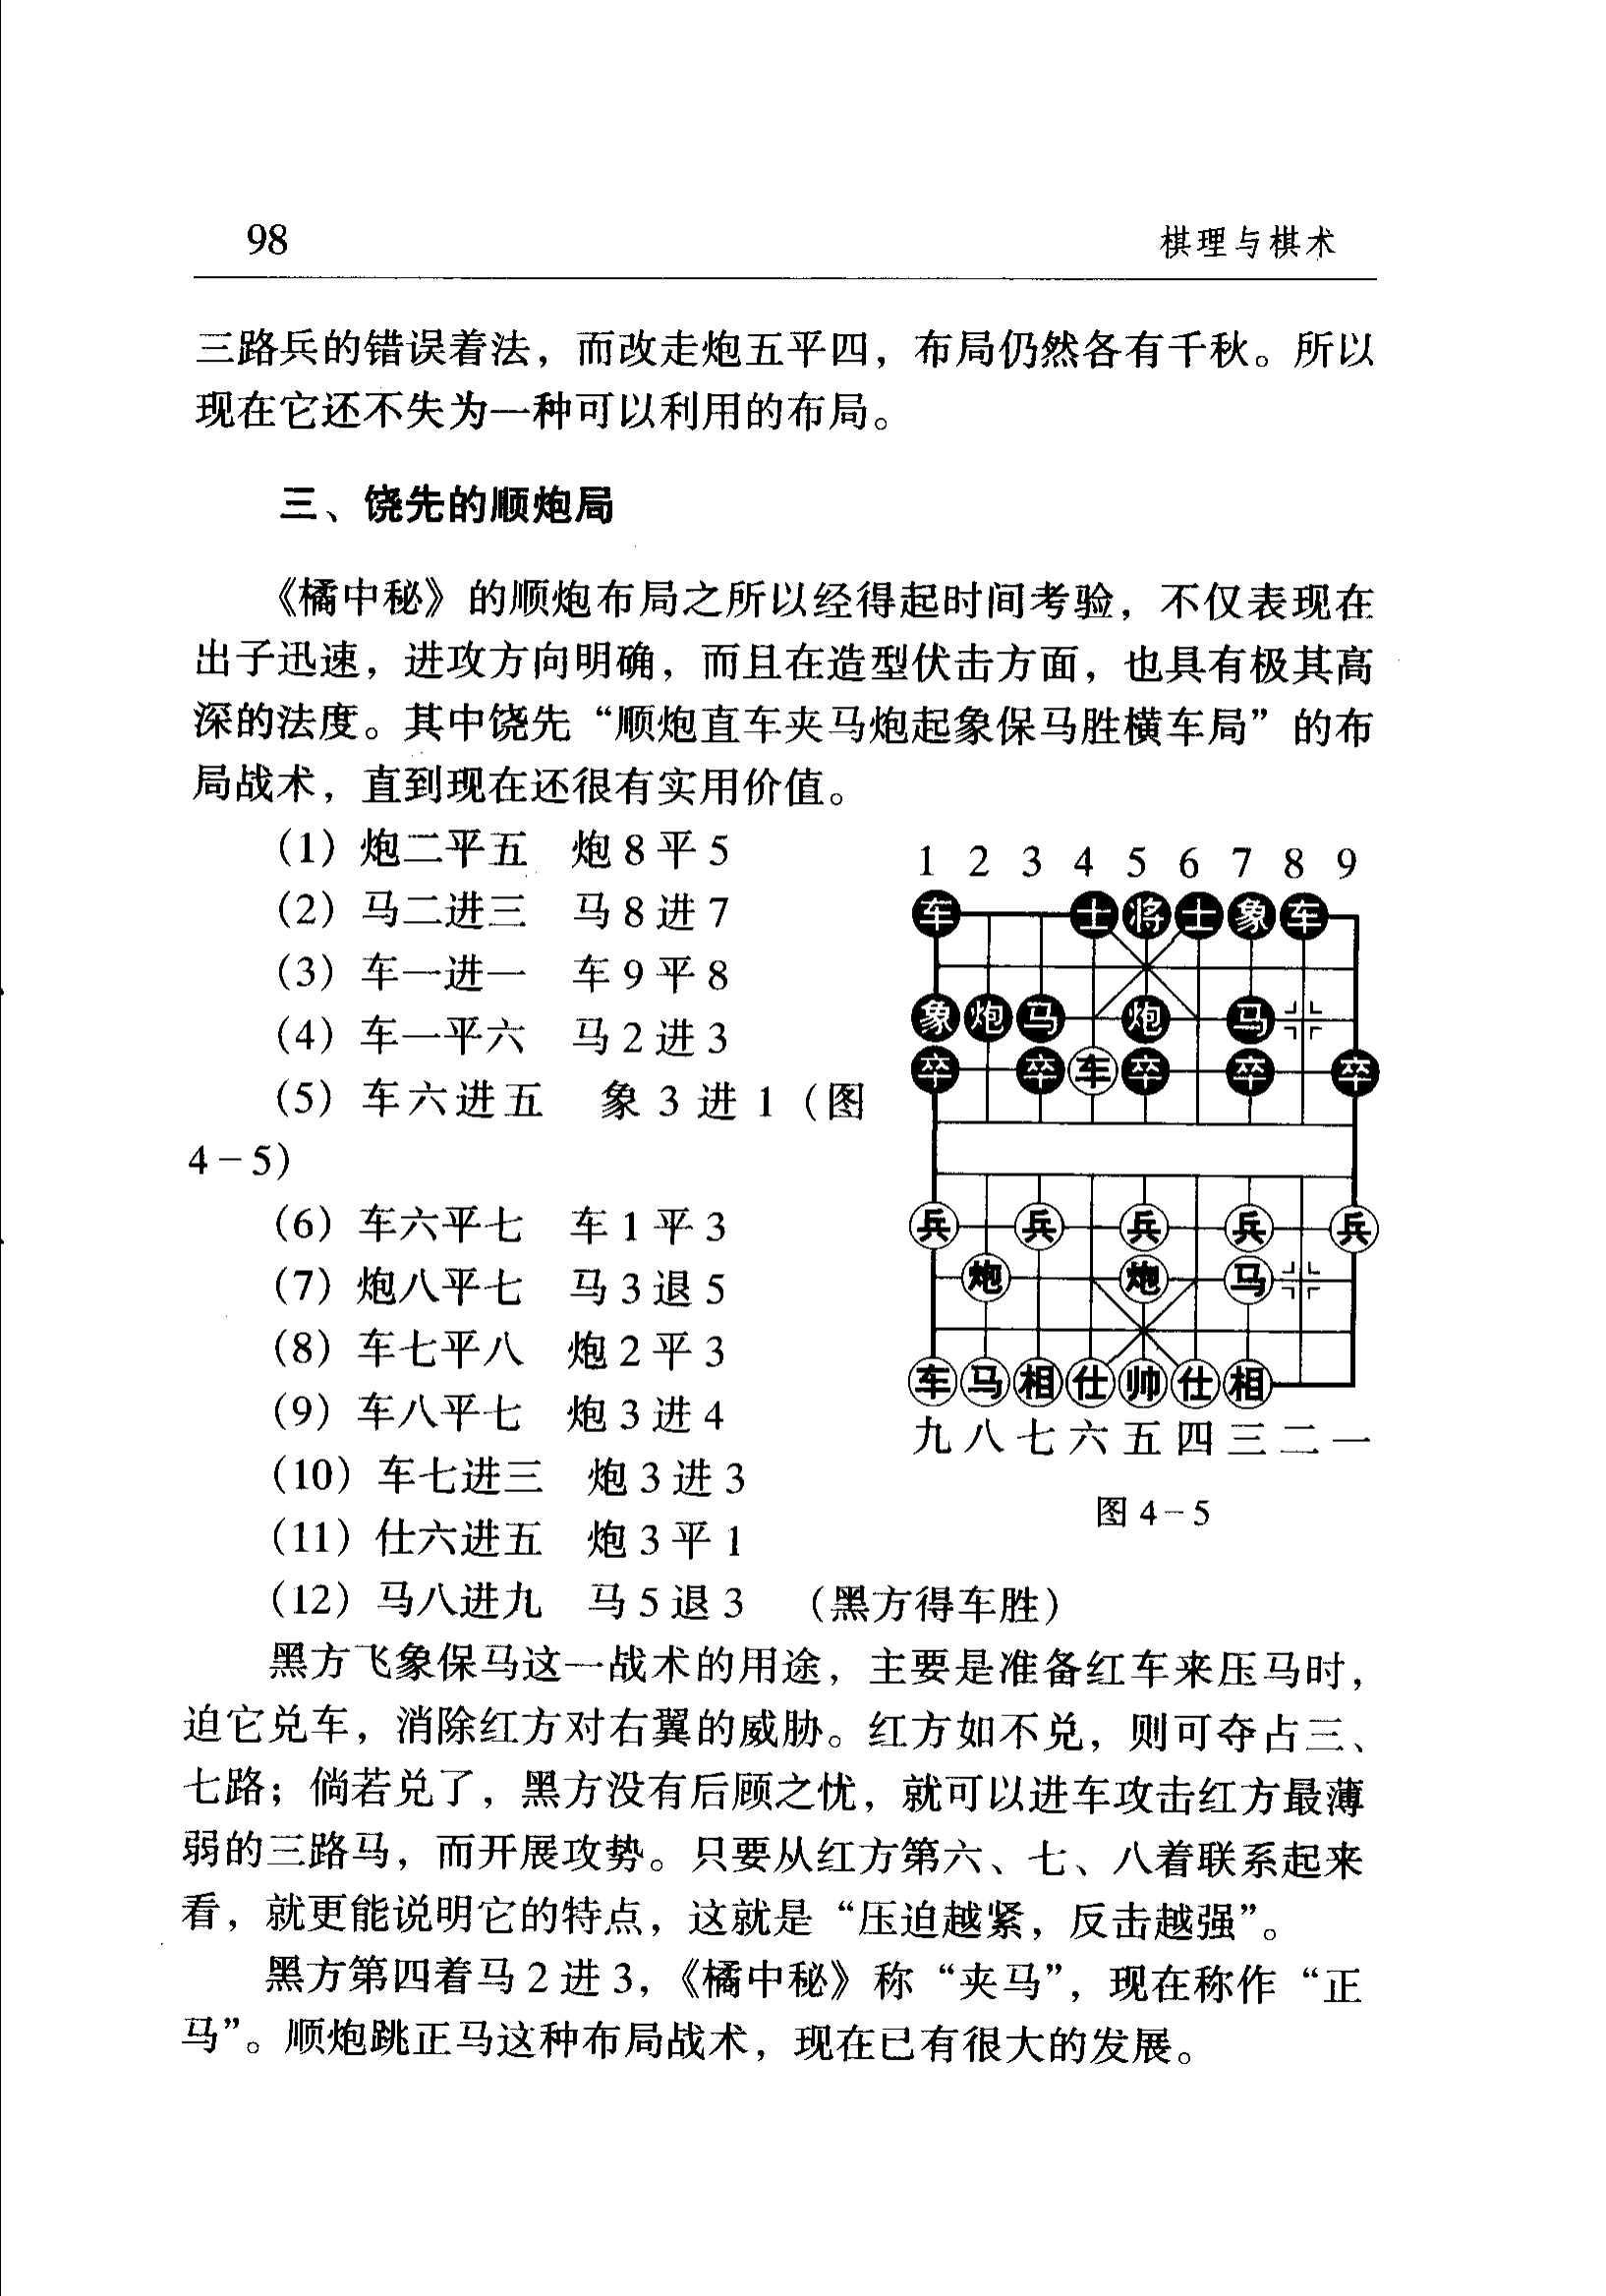 98
棋理与棋术
三路兵的错误着法，而改走炮五平四，布局仍然各有千秋。所以
现在它还不失为一种可以利用的布局。
三、饶先的顺炮局
《橘中秘》的顺炮布局之所以经得起时间考验，不仅表现在
出子迅速，进攻方向明确，而且在造型伏击方面，也具有极其高
深的法度。其中饶先“顺炮直车夹马炮起象保马胜横车局”的布
局战术，直到现在还很有实用价值。
（1）炮二平五 炮8平5
（2）马二进三 马8进7
（3）车一进一 车9平8
（4）车一平六 马2进3
（5）车六进五 象3进1（图
4－5）
（6）车六平七 车1平3
（7）炮八平七 马3退5
（8）车七平八 炮2平3
（9）车八平七 炮3进4
（10）车七进三 炮3进3
（11）仕六进五 炮3平1
（12）马八进九 马5退3 （黑方得车胜）
1 2 3 4 5 6 7 8 9
车 士 将 士 象 车
象 炮 马 炮 马
卒 卒 车 卒 卒 卒
兵 兵 兵 兵 兵
炮 炮 马
车 马 相 仕 帅 仕 相
九 八 七 六 五 四 三 二 一
图4－5
黑方飞象保马这一战术的用途，主要是准备红车来压马时，
迫它兑车，消除红方对右翼的威胁。红方如不兑，则可夺占三、
七路；倘若兑了，黑方没有后顾之忧，就可以进车攻击红方最薄
弱的三路马，而开展攻势。只要从红方第六、七、八着联系起来
看，就更能说明它的特点，这就是“压迫越紧，反击越强”。
黑方第四着马2进3，《橘中秘》称“夹马”，现在称作“正
马”。顺炮跳正马这种布局战术，现在已有很大的发展。